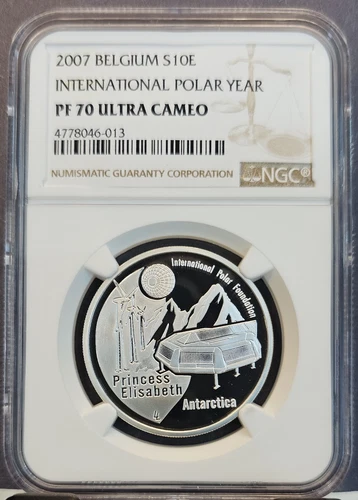 2007 BELGIUM S10E
INTERNATIONAL POLAR YEAR
PF 70 ULTRA CAMEO
4778046-013
NUMISMATIC GUARANTY CORPORATION
NGC®
International Polar Foundation
Princess
Elisabeth
Antarctica